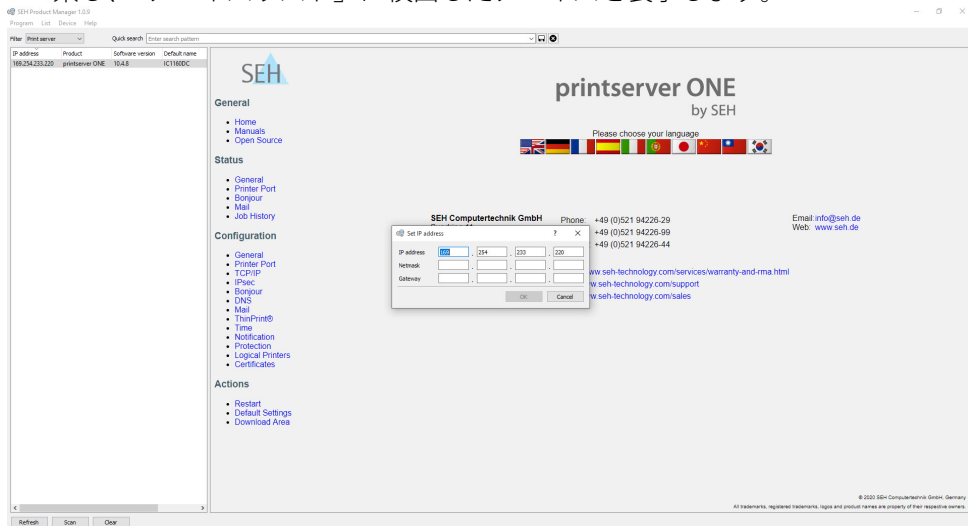 SEH Product Manager 1.0.9
Program List Device Help
Filter Print server Quick search Enter search pattern
IP address Product Software version Default name
169.254.233.220 printserver ONE 10.4.8 IC1160DC
SEH
printserver ONE
by SEH
Please choose your language
General
Home
Manuals
Open Source
Status
General
Printer Port
Bonjour
Mail
Job History
Configuration
General
Printer Port
TCP/IP
IPsec
Bonjour
DNS
Mail
ThinPrint®
Time
Notification
Protection
Logical Printers
Certificates
Actions
Restart
Default Settings
Download Area
SEH Computertechnik GmbH Phone: +49 (0)521 94226-29 Email: info@seh.de
+49 (0)521 94226-99 Web: www.seh.de
+49 (0)521 94226-44
Set IP address ? ×
IP address 169 . 254 . 233 . 220
Netmask . . .
Gateway . . .
OK Cancel
ww.seh-technology.com/services/warranty-and-rma.html
w.seh-technology.com/support
w.seh-technology.com/sales
© 2020 SEH Computertechnik GmbH, Germany
All trademarks, registered trademarks, logos and product names are property of their respective owners.
Refresh Scan Clear